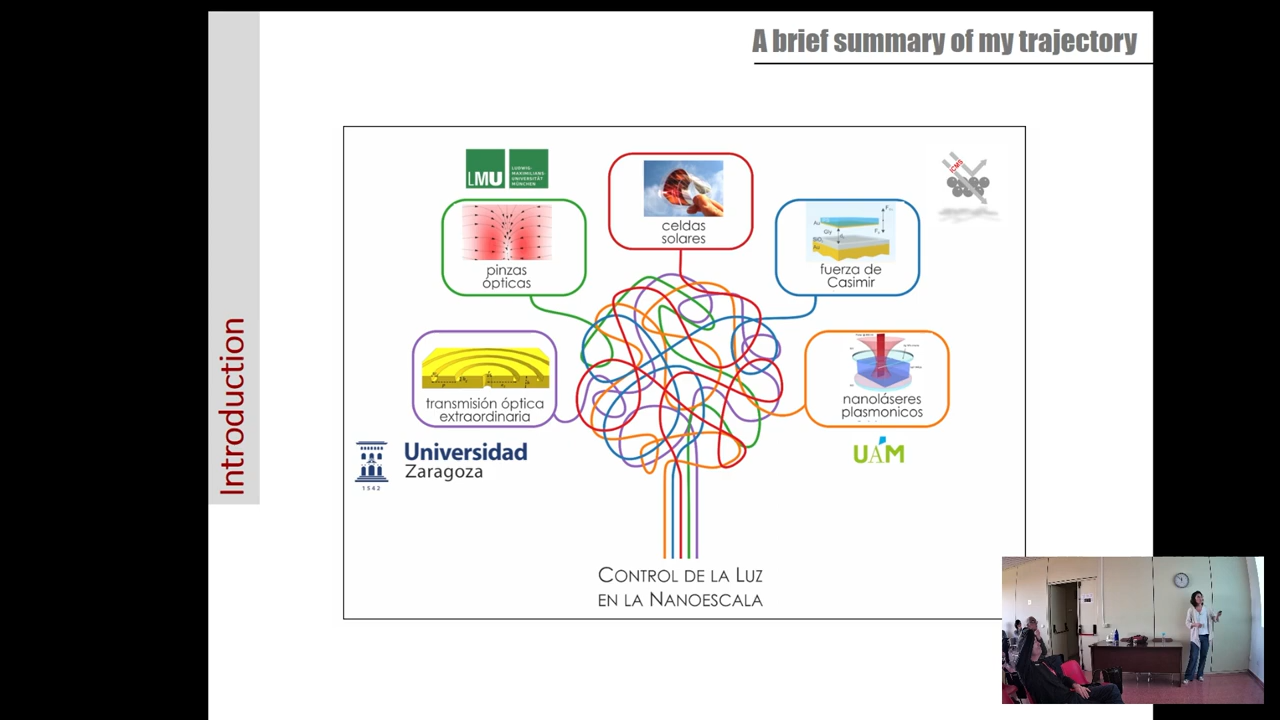 A brief summary of my trajectory
Introduction
LMU
LUDWIG-
MAXIMILIANS-
UNIVERSITÄT
MÜNCHEN
ICMS
celdas
solares
pinzas
ópticas
fuerza de
Casimir
transmisión óptica
extraordinaria
nanoláseres
plasmonicos
Universidad
Zaragoza
1542
UAM
CONTROL DE LA LUZ
EN LA NANOESCALA